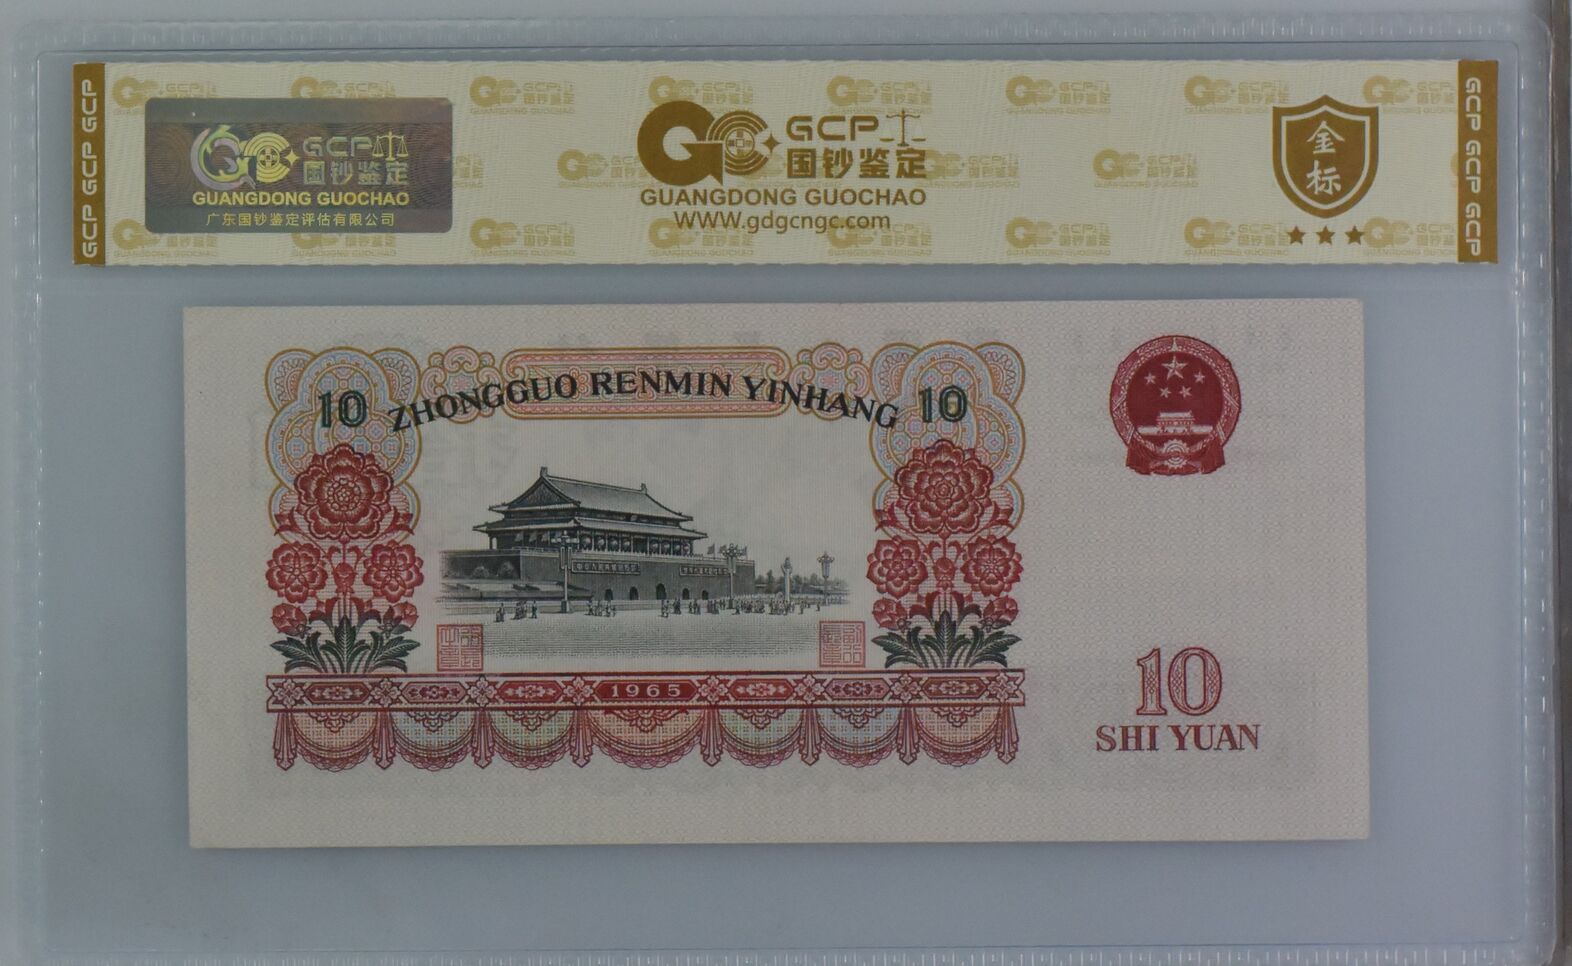 GCP GCP GCP
GCP
国钞鉴定
GUANGDONG GUOCHAO
广东国钞鉴定评估有限公司
GCP
国钞鉴定
GUANGDONG GUOCHAO
WWW.gdgcngc.com
金
标
GCP GCP GCP
10 ZHONGGUO RENMIN YINHANG 10
1965
10
SHI YUAN